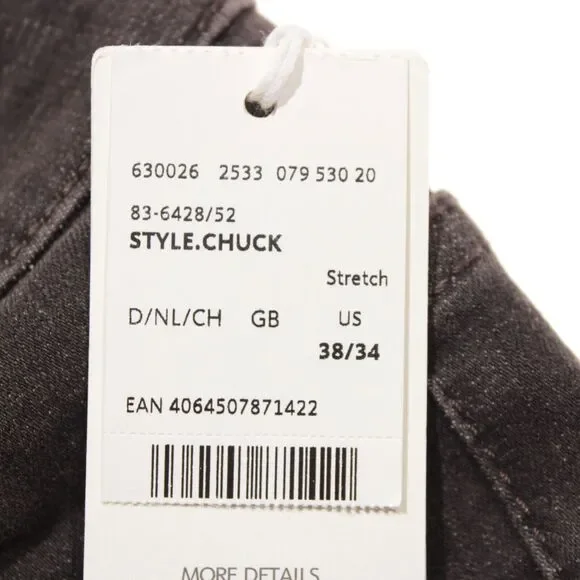 630026 2533 079 530 20
83-6428/52
STYLE.CHUCK
Stretch
D/NL/CH GB US
38/34
EAN 4064507871422
MORE DETAILS